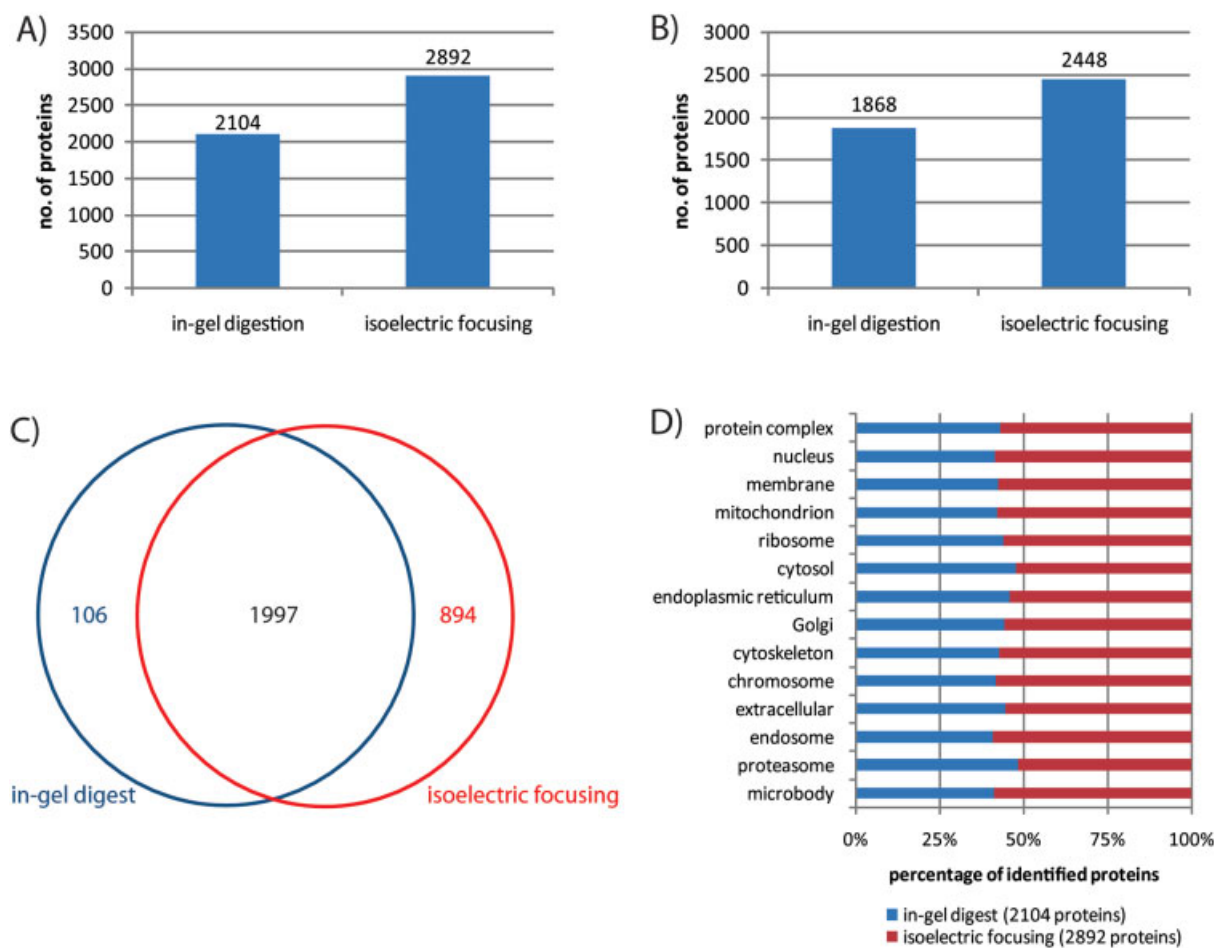 A)
no. of proteins
3500
3000
2500
2000
1500
1000
500
0
2104
2892
in-gel digestion
isoelectric focusing
B)
no. of proteins
3000
2500
2000
1500
1000
500
0
1868
2448
in-gel digestion
isoelectric focusing
C)
106
1997
894
in-gel digest
isoelectric focusing
D)
protein complex
nucleus
membrane
mitochondrion
ribosome
cytosol
endoplasmic reticulum
Golgi
cytoskeleton
chromosome
extracellular
endosome
proteasome
microbody
0% 25% 50% 75% 100%
percentage of identified proteins
in-gel digest (2104 proteins)
isoelectric focusing (2892 proteins)